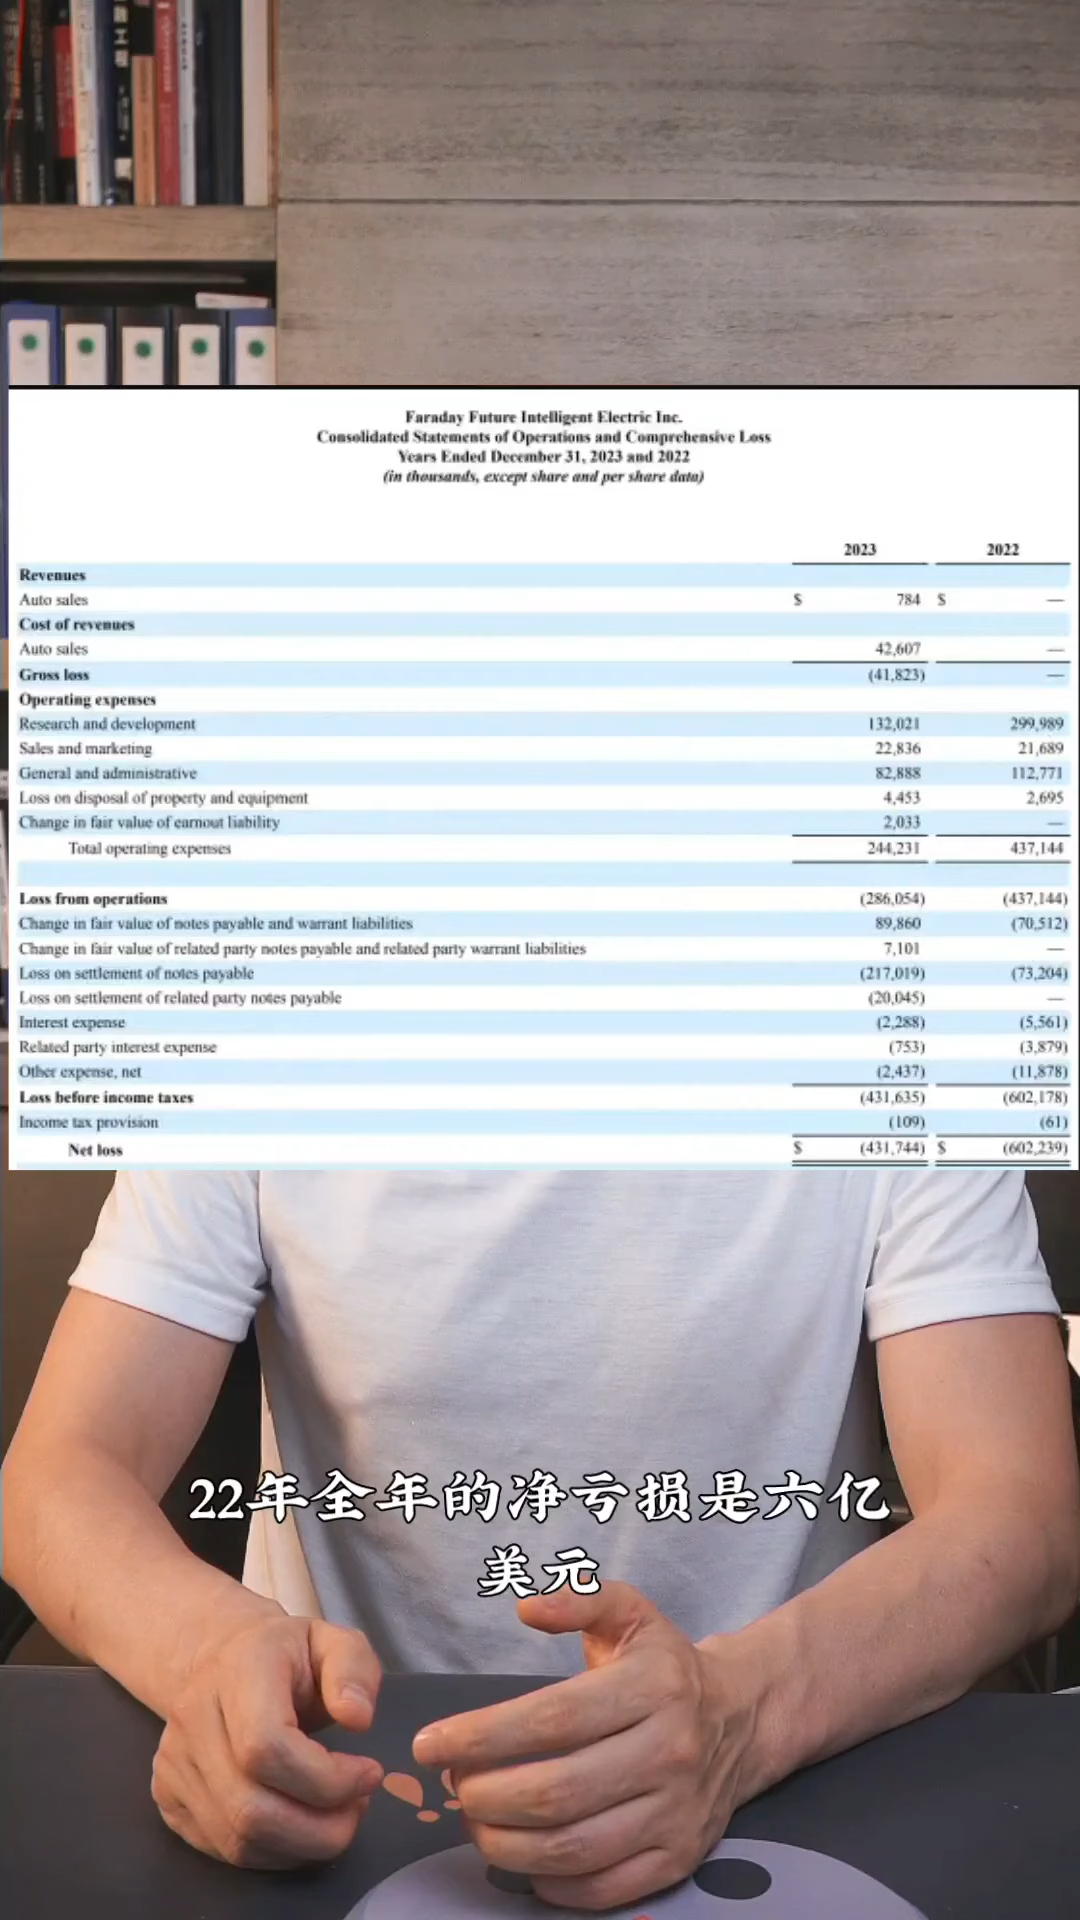 工程
Faraday Future Intelligent Electric Inc.
Consolidated Statements of Operations and Comprehensive Loss
Years Ended December 31, 2023 and 2022
(in thousands, except share and per share data)
2023 2022
Revenues
Auto sales $ 784 $ —
Cost of revenues
Auto sales 42,607 —
Gross loss (41,823) —
Operating expenses
Research and development 132,021 299,989
Sales and marketing 22,836 21,689
General and administrative 82,888 112,771
Loss on disposal of property and equipment 4,453 2,695
Change in fair value of earnout liability 2,033 —
Total operating expenses 244,231 437,144
Loss from operations (286,054) (437,144)
Change in fair value of notes payable and warrant liabilities 89,860 (70,512)
Change in fair value of related party notes payable and related party warrant liabilities 7,101 —
Loss on settlement of notes payable (217,019) (73,204)
Loss on settlement of related party notes payable (20,045) —
Interest expense (2,288) (5,561)
Related party interest expense (753) (3,879)
Other expense, net (2,437) (11,878)
Loss before income taxes (431,635) (602,178)
Income tax provision (109) (61)
Net loss $ (431,744) $ (602,239)
22年全年的净亏损是六亿
美元